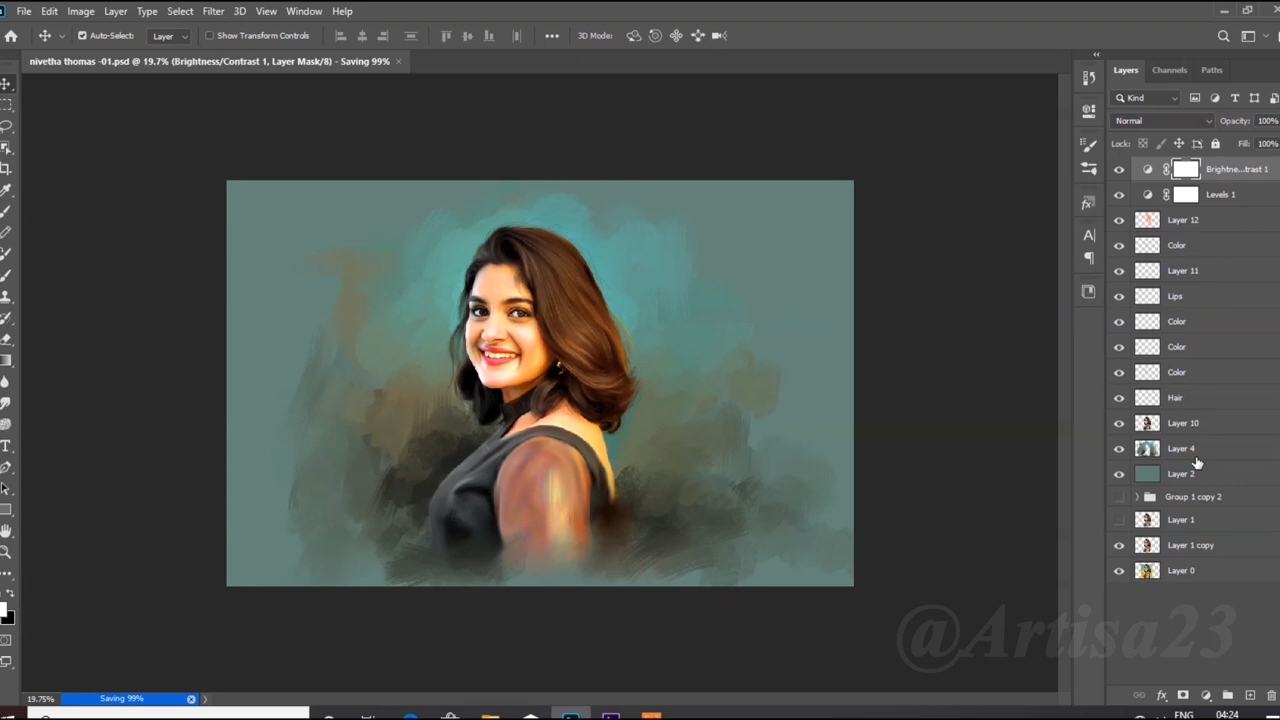 File Edit Image Layer Type Select Filter 3D View Window Help
Auto-Select: Layer Show Transform Controls 3D Mode:
nivetha thomas -01.psd @ 19.7% (Brightness/Contrast 1, Layer Mask/8) - Saving 99% ×
Layers Channels Paths
Kind
Normal Opacity: 100%
Lock: Fill: 100%
Brightne...trast 1
Levels 1
Layer 12
Color
Layer 11
Lips
Color
Color
Color
Hair
Layer 10
Layer 4
Layer 2
Group 1 copy 2
Layer 1
Layer 1 copy
Layer 0
@Artisa23
19.75% Saving 99%
ENG 04:24